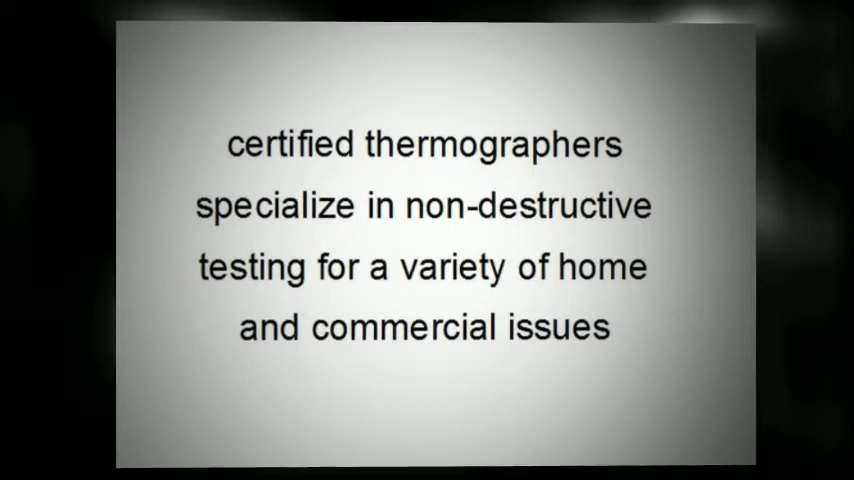 certified thermographers
specialize in non-destructive
testing for a variety of home
and commercial issues